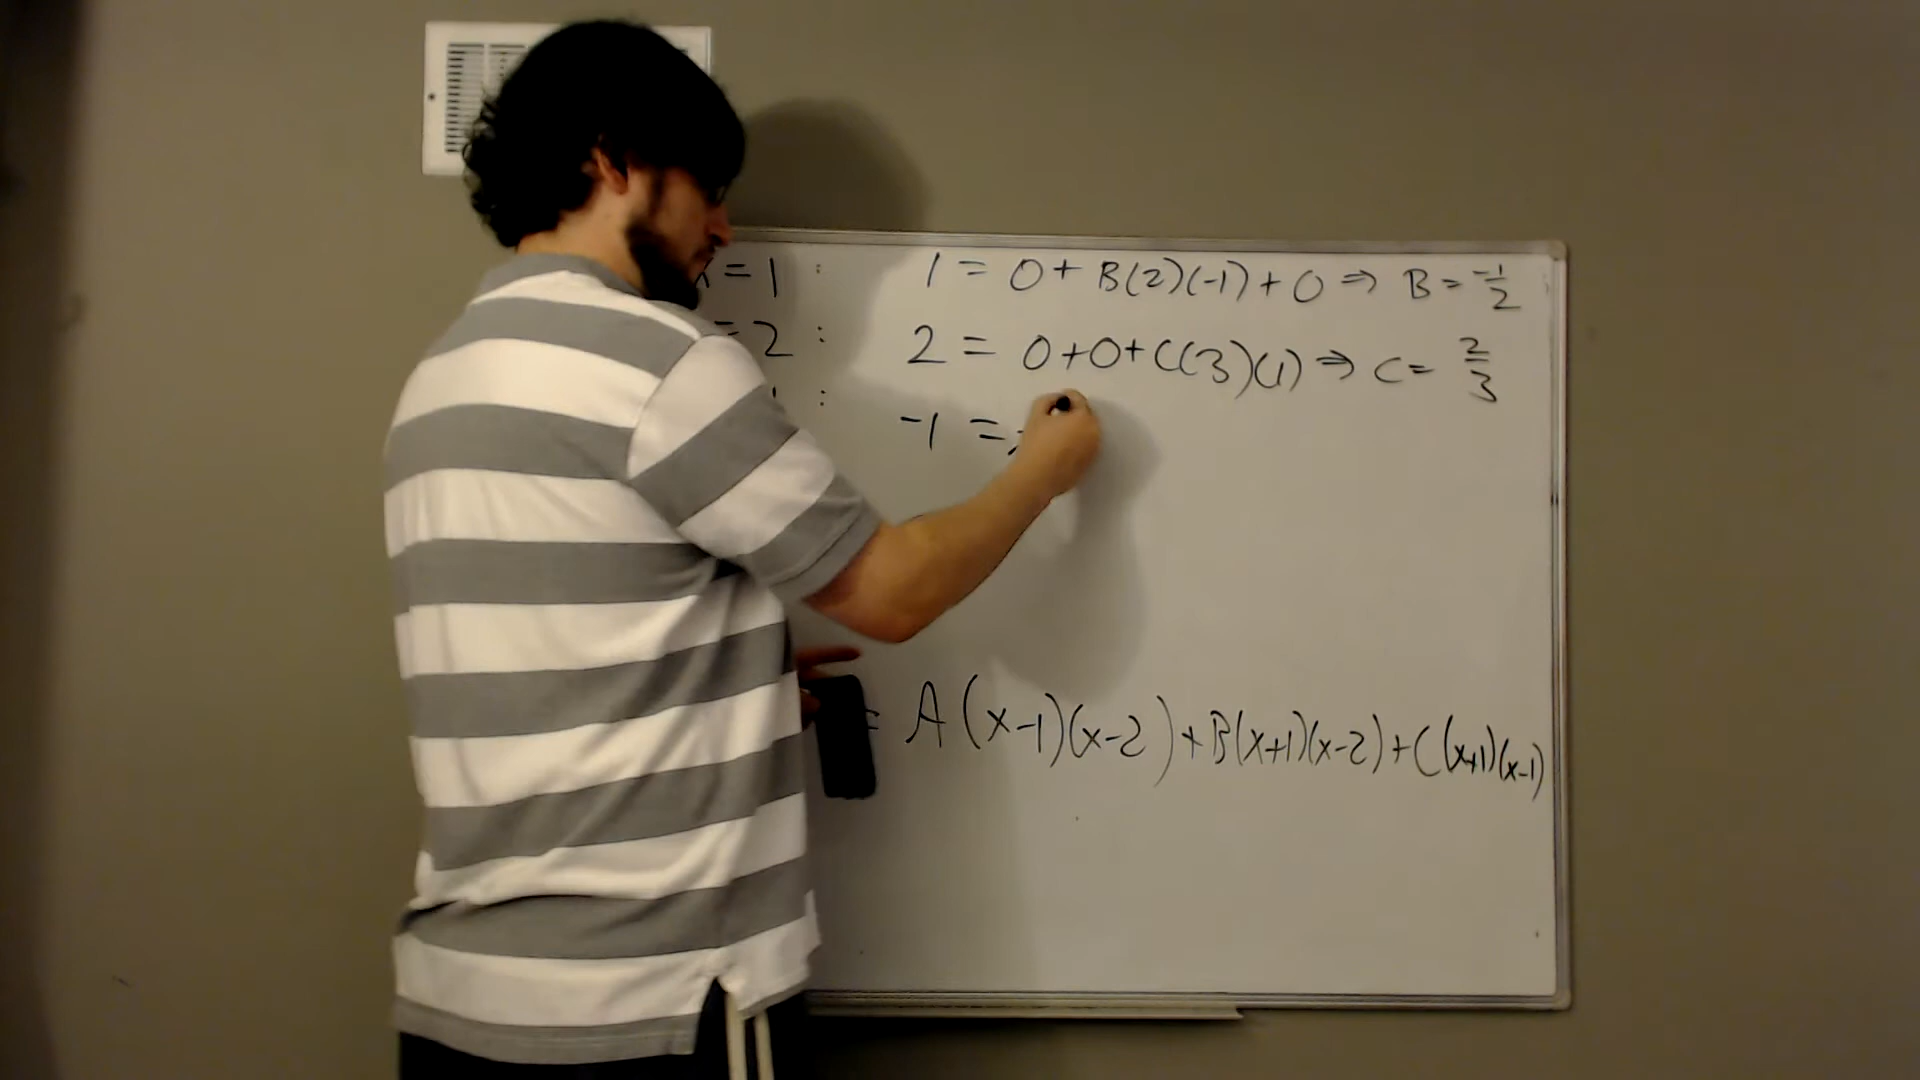 x = 1 : 1 = 0 + B(2)(-1) + 0 ⇒ B = -1/2
= 2 : 2 = 0 + 0 + C(3)(1) ⇒ C = 2/3
: -1 =
= A(x-1)(x-2) + B(x+1)(x-2) + C(x+1)(x-1)